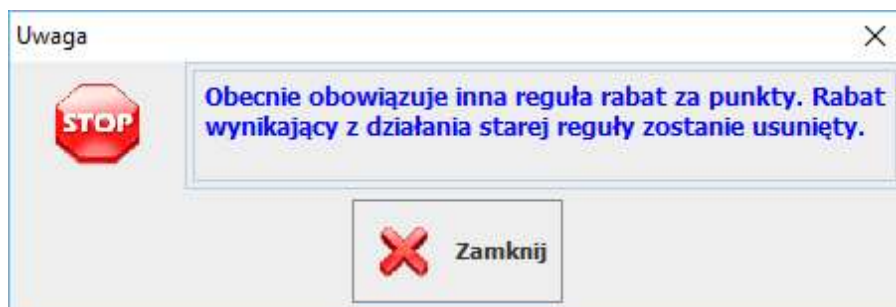 Uwaga
STOP
Obecnie obowiązuje inna reguła rabat za punkty. Rabat
wynikający z działania starej reguły zostanie usunięty.
Zamknij